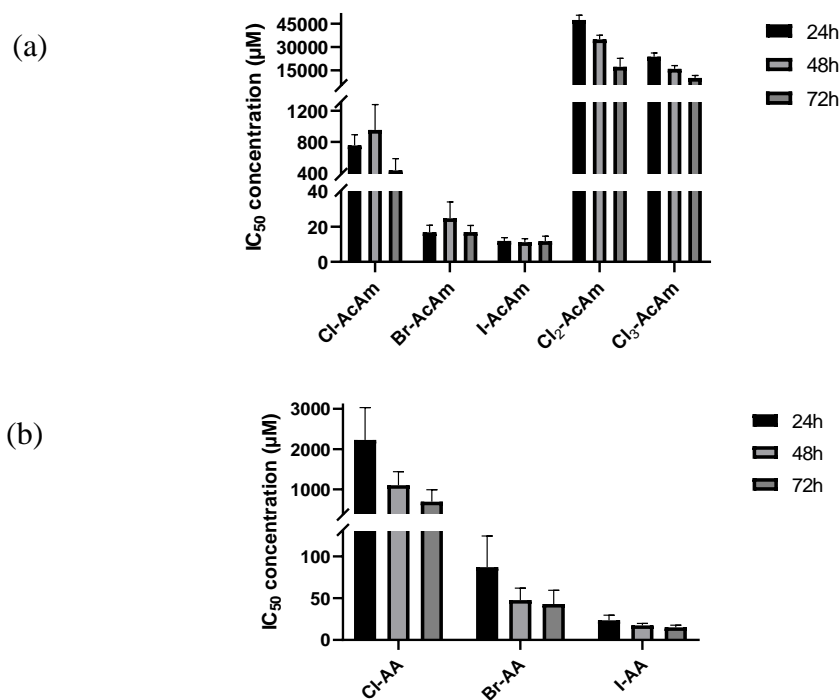 (a)
IC50 concentration (µM)
45000
30000
15000
1200
800
400
40
20
0
Cl-AcAm
Br-AcAm
I-AcAm
Cl2-AcAm
Cl3-AcAm
24h
48h
72h
(b)
IC50 concentration (µM)
3000
2000
1000
100
50
0
Cl-AA
Br-AA
I-AA
24h
48h
72h